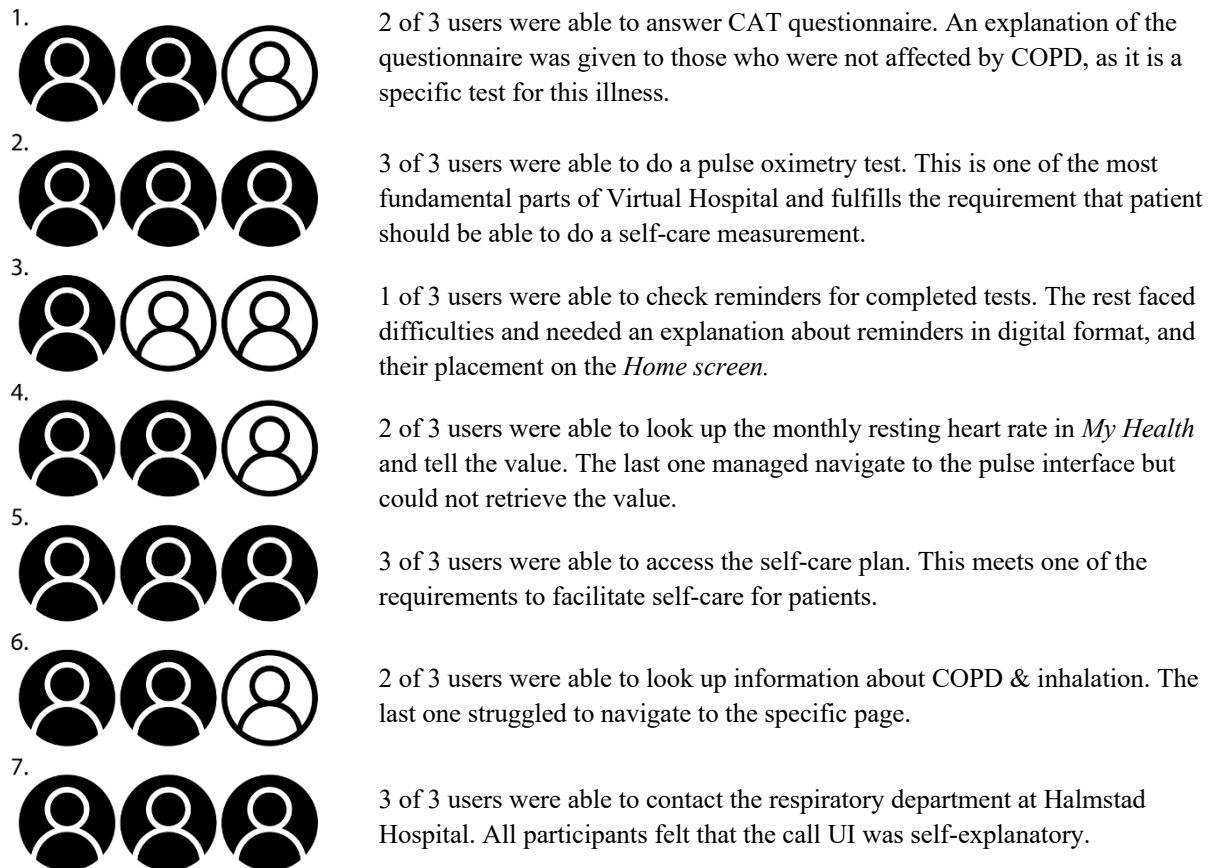 1.
2 of 3 users were able to answer CAT questionnaire. An explanation of the
questionnaire was given to those who were not affected by COPD, as it is a
specific test for this illness.
2.
3 of 3 users were able to do a pulse oximetry test. This is one of the most
fundamental parts of Virtual Hospital and fulfills the requirement that patient
should be able to do a self-care measurement.
3.
1 of 3 users were able to check reminders for completed tests. The rest faced
difficulties and needed an explanation about reminders in digital format, and
their placement on the Home screen.
4.
2 of 3 users were able to look up the monthly resting heart rate in My Health
and tell the value. The last one managed navigate to the pulse interface but
could not retrieve the value.
5.
3 of 3 users were able to access the self-care plan. This meets one of the
requirements to facilitate self-care for patients.
6.
2 of 3 users were able to look up information about COPD & inhalation. The
last one struggled to navigate to the specific page.
7.
3 of 3 users were able to contact the respiratory department at Halmstad
Hospital. All participants felt that the call UI was self-explanatory.